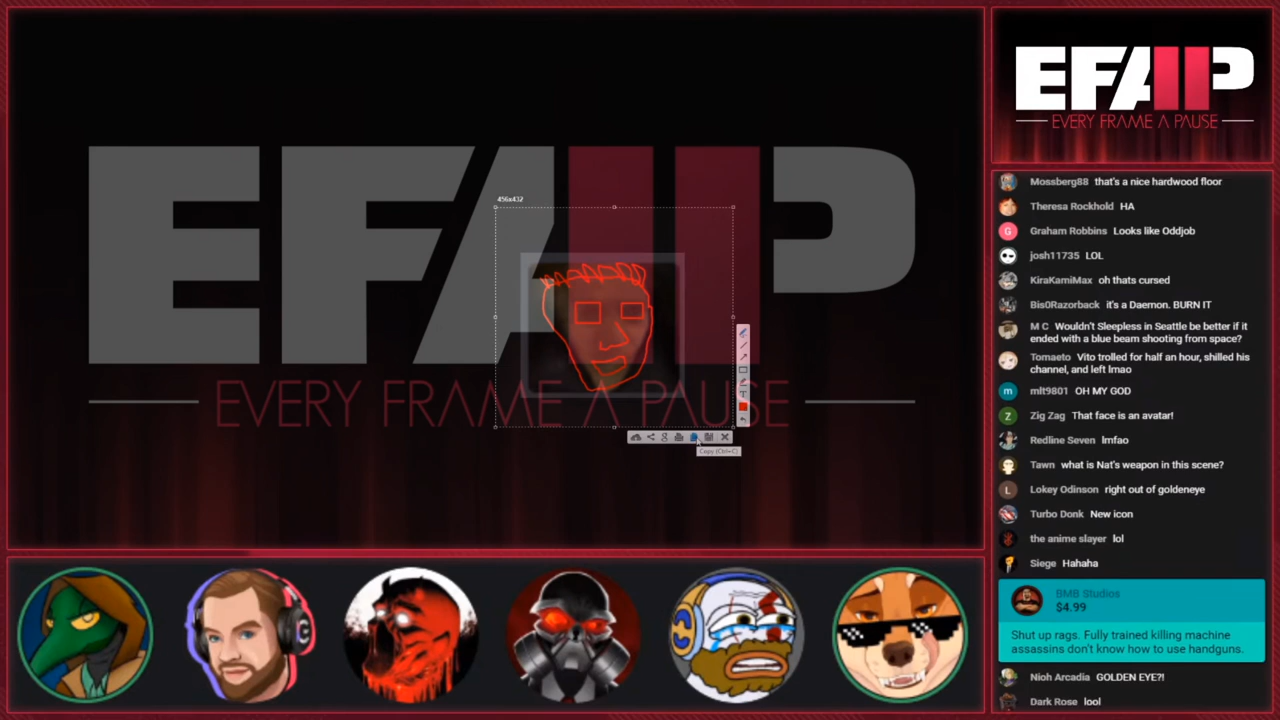 EFAP
EVERY FRAME A PAUSE
456x432
Copy (Ctrl+C)
EFAP
EVERY FRAME A PAUSE
Mossberg88 that's a nice hardwood floor
Theresa Rockhold HA
G Graham Robbins Looks like Oddjob
josh11735 LOL
KiraKamiMax oh thats cursed
Bis0Razorback it's a Daemon. BURN IT
M C Wouldn't Sleepless in Seattle be better if it
ended with a blue beam shooting from space?
Tomaeto Vito trolled for half an hour, shilled his
channel, and left lmao
m mlt9801 OH MY GOD
Zig Zag That face is an avatar!
Redline Seven lmfao
Tawn what is Nat's weapon in this scene?
L Lokey Odinson right out of goldeneye
Turbo Donk New icon
the anime slayer lol
Siege Hahaha
BMB Studios
$4.99
Shut up rags. Fully trained killing machine
assassins don't know how to use handguns.
Nioh Arcadia GOLDEN EYE?!
Dark Rose lool